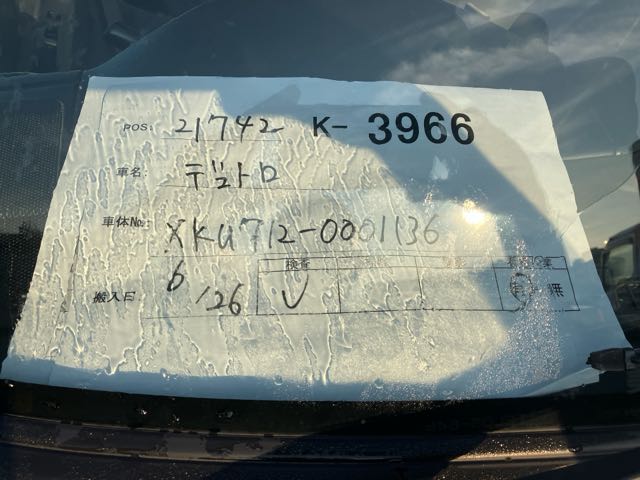 POS: 21742 K- 3966
車名: デュトロ
車体No.: XKU712-0001136
検査
搬入日 6/26 レ 無